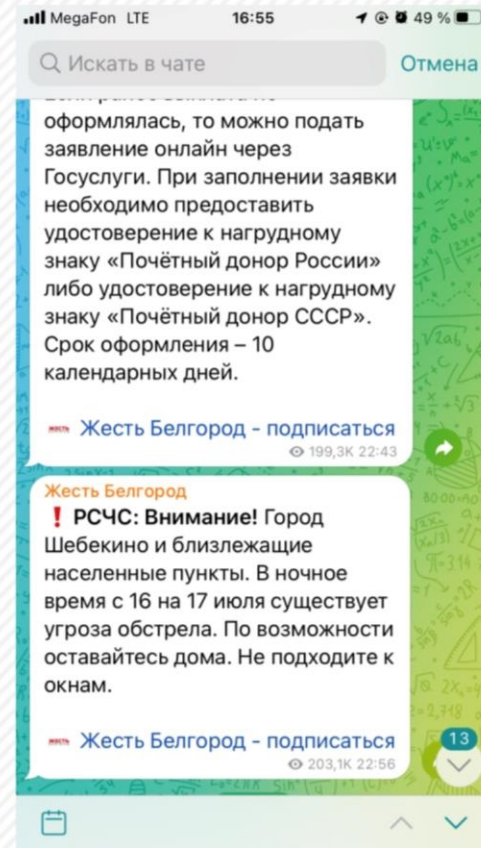 MegaFon LTE 16:55 49 %
Искать в чате Отмена
оформлялась, то можно подать
заявление онлайн через
Госуслуги. При заполнении заявки
необходимо предоставить
удостоверение к нагрудному
знаку «Почётный донор России»
либо удостоверение к нагрудному
знаку «Почётный донор СССР».
Срок оформления – 10
календарных дней.
жесть Жесть Белгород - подписаться
199,3K 22:43
Жесть Белгород
❗ РСЧС: Внимание! Город
Шебекино и близлежащие
населенные пункты. В ночное
время с 16 на 17 июля существует
угроза обстрела. По возможности
оставайтесь дома. Не подходите к
окнам.
жесть Жесть Белгород - подписаться
203,1K 22:56
13